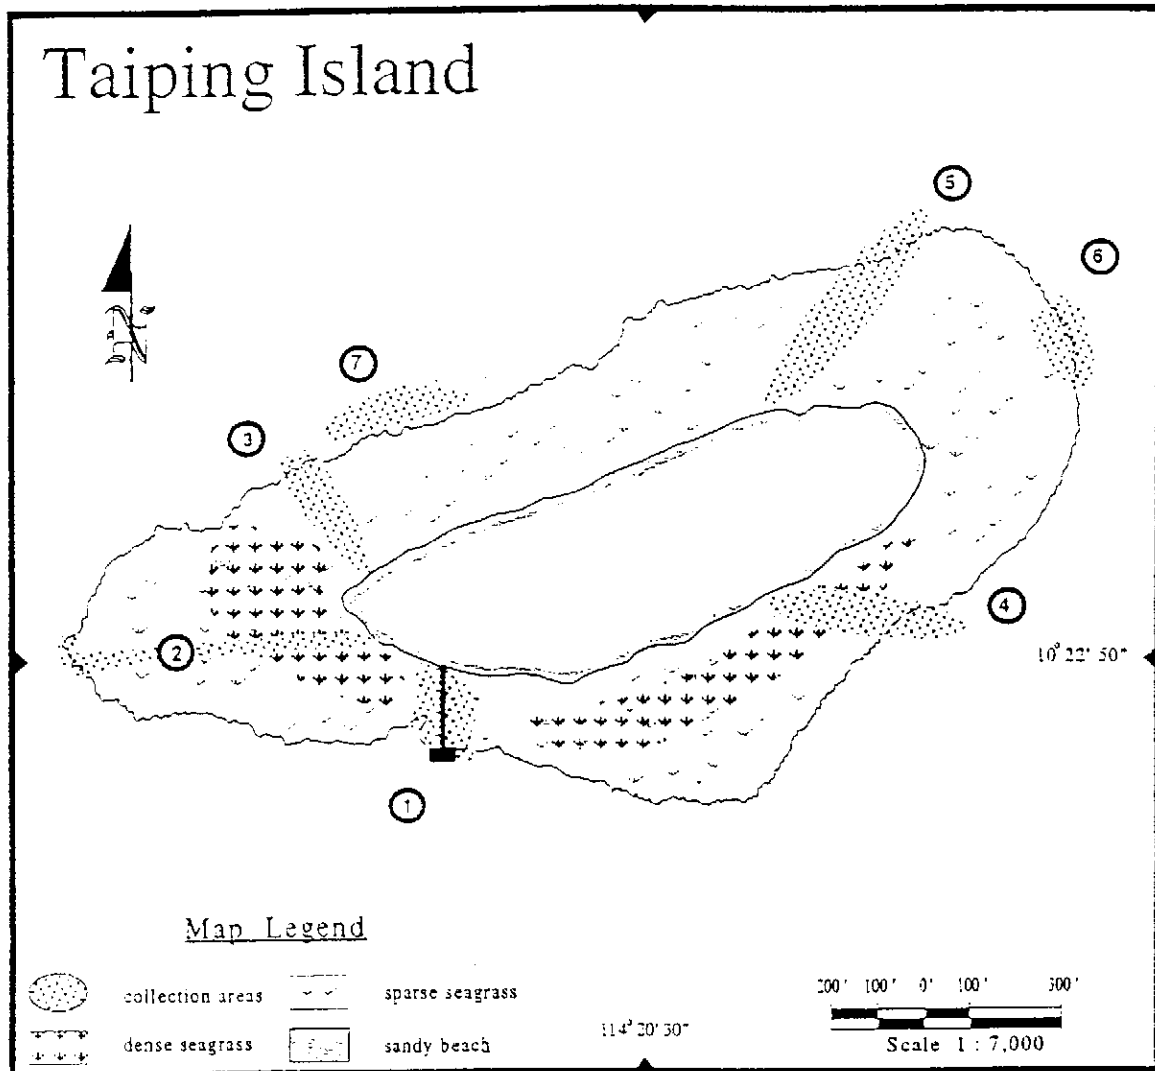 Taiping Island
5
6
7
3
4
2
10° 22' 50"
1
Map Legend
collection areas
sparse seagrass
dense seagrass
sandy beach
114° 20' 30"
200' 100' 0' 100' 300'
Scale 1 : 7,000